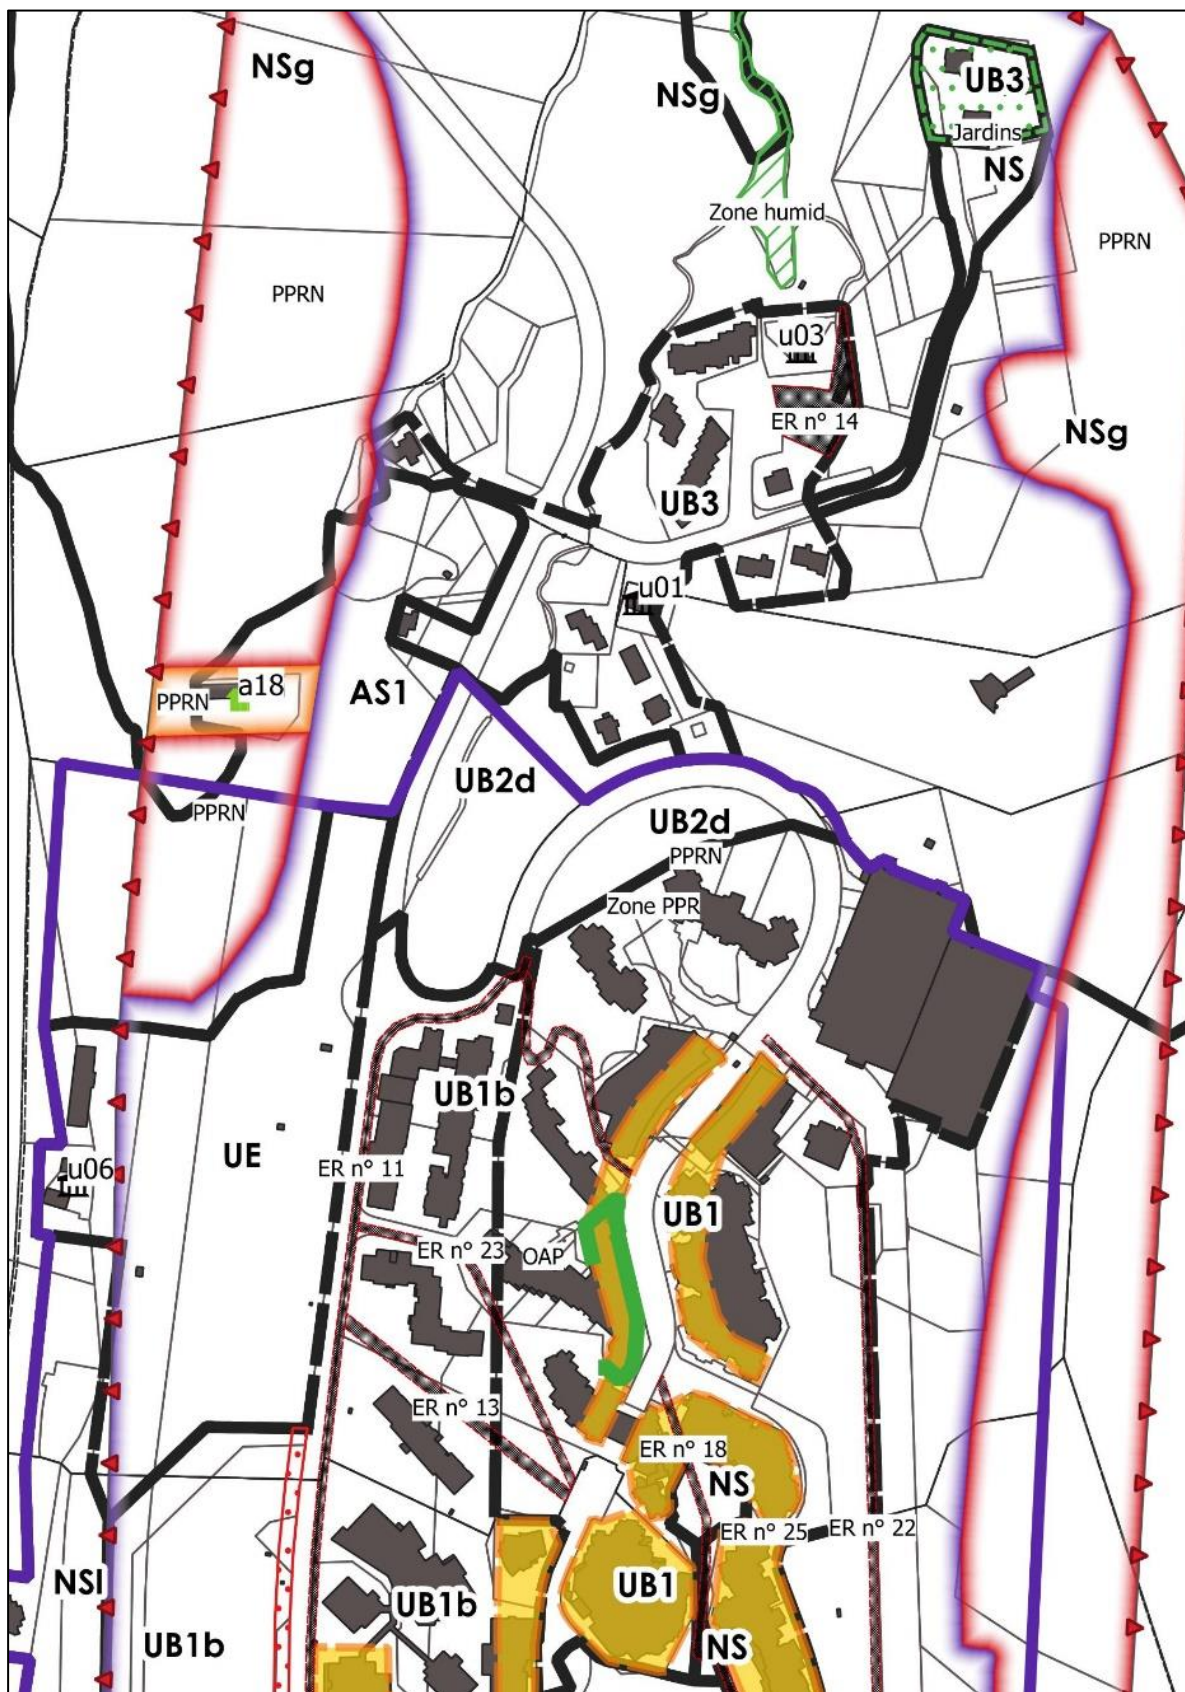 NSg
NSg
UB3
Jardins
NS
Zone humid
PPRN
PPRN
u03
ER n° 14
NSg
UB3
u01
a18
PPRN
AS1
UB2d
PPRN
UB2d
PPRN
Zone PPR
UB1b
UE
ER n° 11
u06
UB1
ER n° 23
OAP
ER n° 13
ER n° 18
NS
ER n° 25
ER n° 22
NSl
UB1b
UB1
UB1b
NS